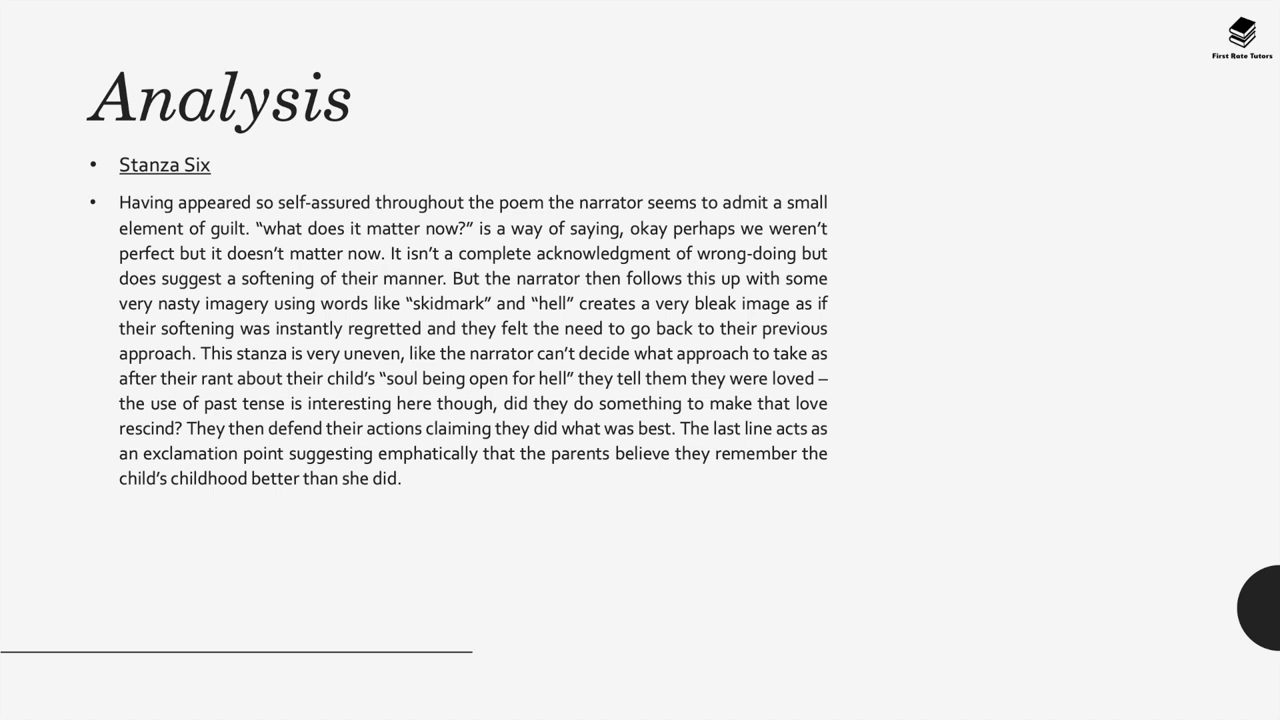 First Rate Tutors
Analysis
• Stanza Six
• Having appeared so self-assured throughout the poem the narrator seems to admit a small
element of guilt. “what does it matter now?” is a way of saying, okay perhaps we weren’t
perfect but it doesn’t matter now. It isn’t a complete acknowledgment of wrong-doing but
does suggest a softening of their manner. But the narrator then follows this up with some
very nasty imagery using words like “skidmark” and “hell” creates a very bleak image as if
their softening was instantly regretted and they felt the need to go back to their previous
approach. This stanza is very uneven, like the narrator can’t decide what approach to take as
after their rant about their child’s “soul being open for hell” they tell them they were loved –
the use of past tense is interesting here though, did they do something to make that love
rescind? They then defend their actions claiming they did what was best. The last line acts as
an exclamation point suggesting emphatically that the parents believe they remember the
child’s childhood better than she did.